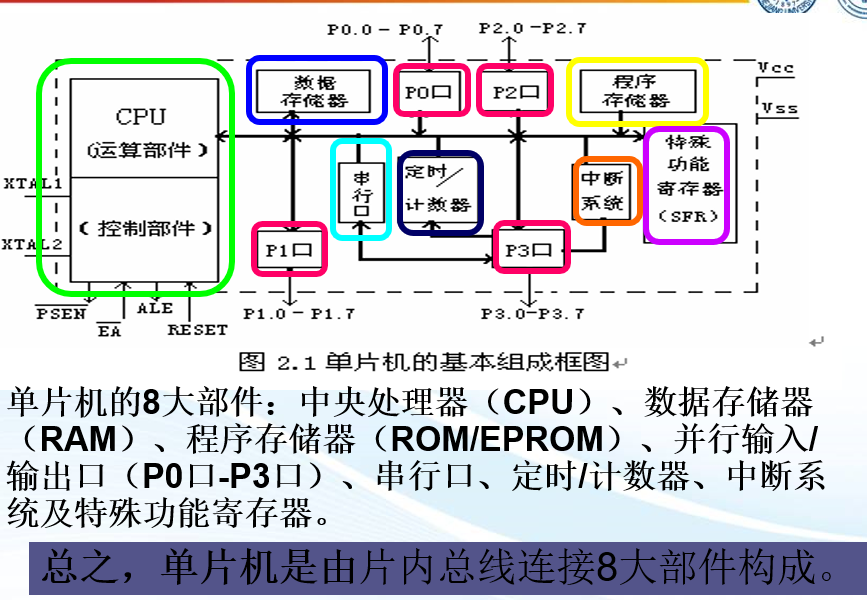 P0.0－P0.7
P2.0－P2.7
Vcc
Vss
CPU
（运算部件）
（控制部件）
数据
存储器
P0口
P2口
程序
存储器
特殊
功能
寄存器
（SFR）
串
行
口
定时／
计数器
中断
系统
P1口
P3口
XTAL1
XTAL2
PSEN
EA
ALE
RESET
P1.0－P1.7
P3.0－P3.7
图 2.1 单片机的基本组成框图
单片机的8大部件：中央处理器（CPU）、数据存储器
（RAM）、程序存储器（ROM/EPROM）、并行输入/
输出口（P0口-P3口）、串行口、定时/计数器、中断系
统及特殊功能寄存器。
总之，单片机是由片内总线连接8大部件构成。